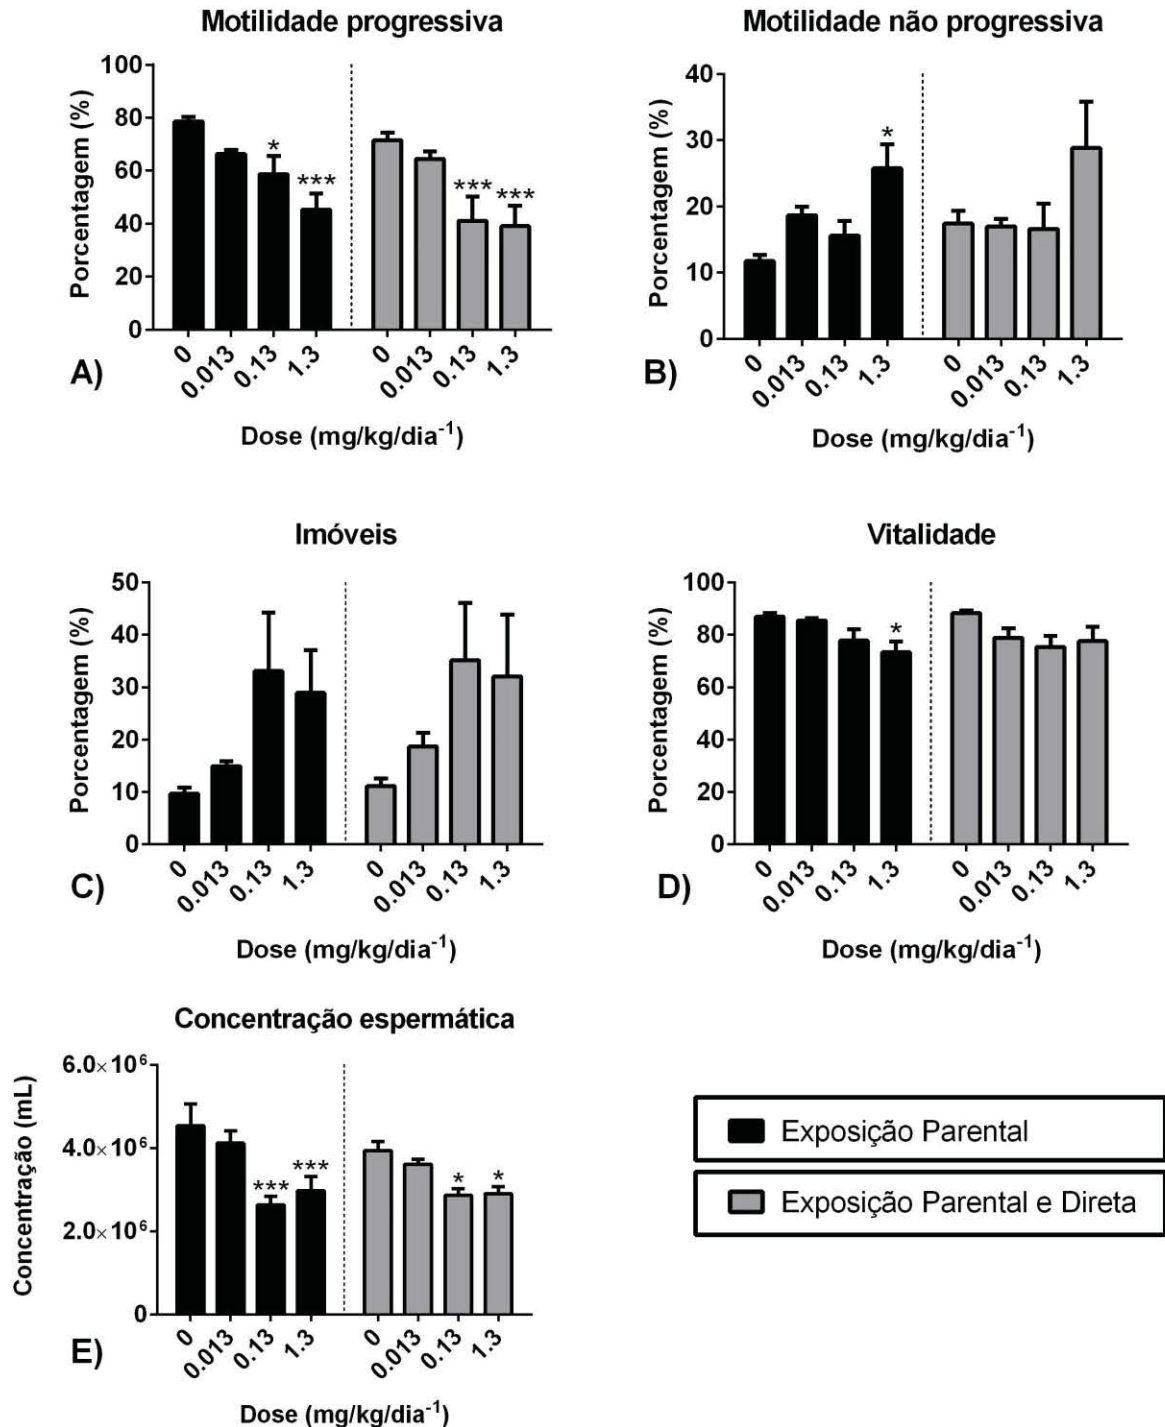 Motilidade progressiva
Porcentagem (%)
100
80
60
40
20
0
* *** *** ***
0 0.013 0.13 1.3 0 0.013 0.13 1.3
A)
Dose (mg/kg/dia-1)
Motilidade não progressiva
Porcentagem (%)
40
30
20
10
0
*
0 0.013 0.13 1.3 0 0.013 0.13 1.3
B)
Dose (mg/kg/dia-1)
Imóveis
Porcentagem (%)
50
40
30
20
10
0
0 0.013 0.13 1.3 0 0.013 0.13 1.3
C)
Dose (mg/kg/dia-1)
Vitalidade
Porcentagem (%)
100
80
60
40
20
0
*
0 0.013 0.13 1.3 0 0.013 0.13 1.3
D)
Dose (mg/kg/dia-1)
Concentração espermática
Concentração (mL)
6.0×10⁶
4.0×10⁶
2.0×10⁶
0
*** *** * *
0 0.013 0.13 1.3 0 0.013 0.13 1.3
E)
Dose (mg/kg/dia-1)
Exposição Parental
Exposição Parental e Direta